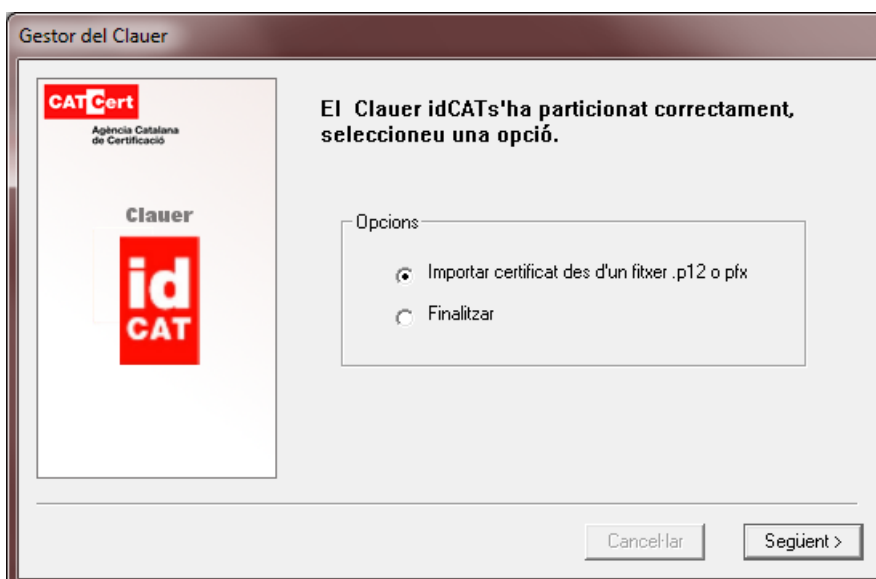 Gestor del Clauer
CATCert
Agència Catalana
de Certificació
Clauer
id
CAT
El Clauer idCATs'ha particionat correctament,
seleccioneu una opció.
Opcions
Importar certificat des d'un fitxer .p12 o pfx
Finalitzar
Cancel·lar
Següent >